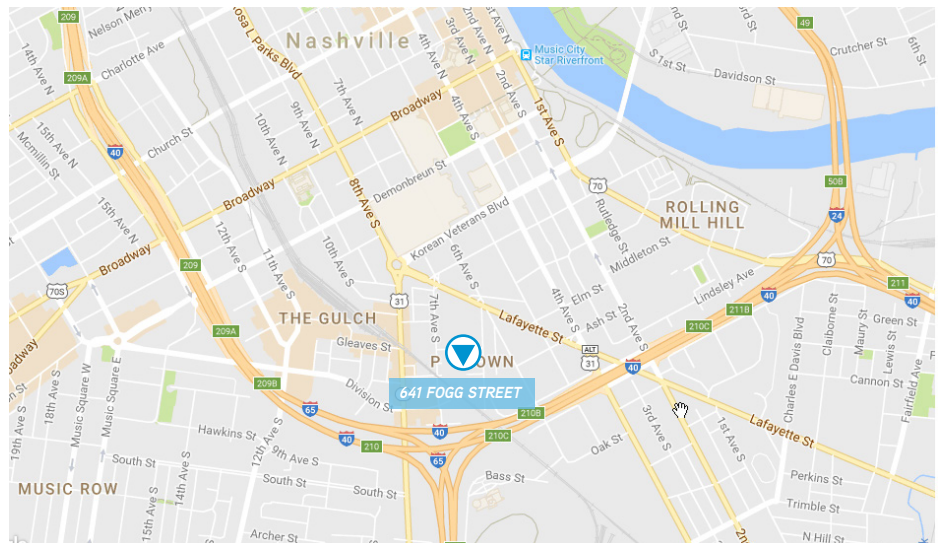 209
Nelson Merry
49
Nashville
Rosa L Parks Blvd
4th Ave N
3rd Ave N
2nd Ave N
Music City
Star Riverfront
Crutcher St
6th St
S 1st St
Davidson St
14th Ave N
Charlotte Ave
209A
7th Ave N
9th Ave N
Broadway
4th Ave S
2nd Ave S
1st Ave S
15th Ave N
Mcmillin St
40
Church St
10th Ave N
Demonbreun St
8th Ave S
Korean Veterans Blvd
70
Rutledge St
ROLLING
MILL HILL
50B
24
Broadway
15th Ave N
12th Ave S
10th Ave S
6th Ave S
Middleton St
Broadway
209
11th Ave S
70
Lindsley Ave
70S
31
7th Ave S
4th Ave S
Elm St
2nd Ave S
40
211
40
THE GULCH
Lafayette St
Ash St
210C
211B
Green St
209A
Gleaves St
ALT
31
40
Charles E Davis Blvd
Claiborne St
Maury St
Lewis St
641 FOGG STREET
209B
Division St
Cannon St
Fairfield Ave
18th Ave S
Music Square W
Music Square E
65
210B
19th Ave S
Hawkins St
40
210
40
210C
Oak St
3rd Ave S
1st Ave S
Lafayette St
12th Ave S
9th Ave S
65
South St
South St
South St
Bass St
Perkins St
MUSIC ROW
14th Ave S
15th Ave S
Trimble St
Archer St
N Hill St